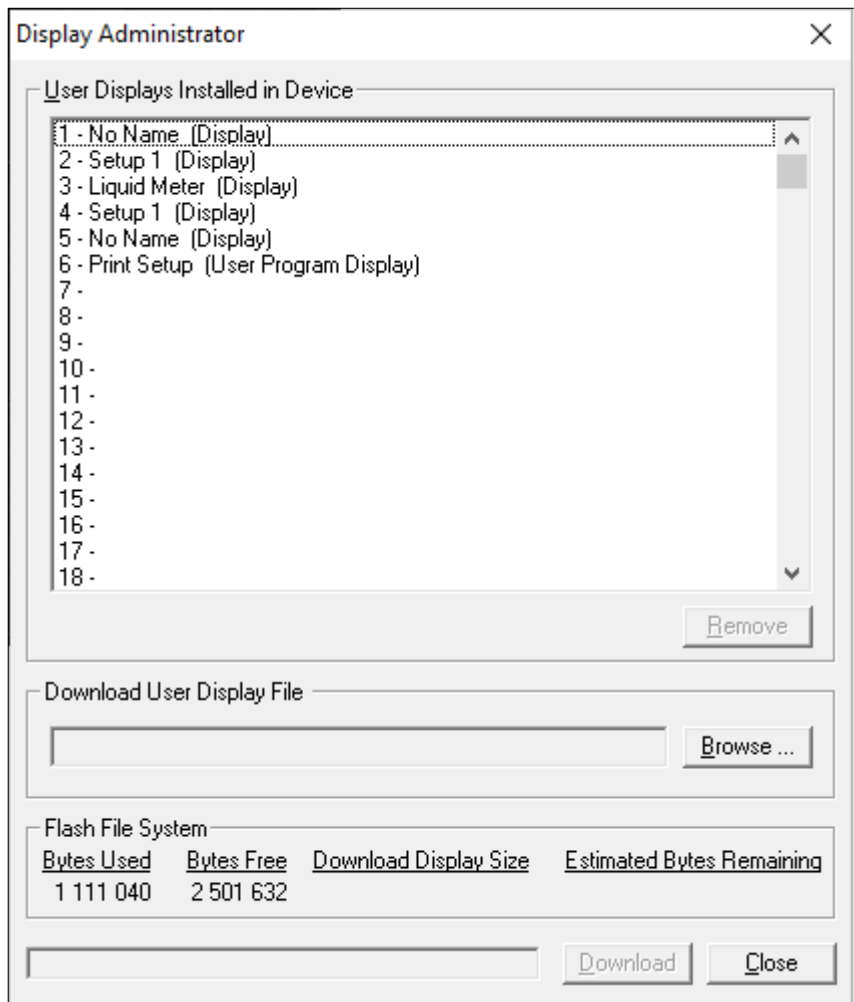 Display Administrator
User Displays Installed in Device
1 - No Name (Display)
2 - Setup 1 (Display)
3 - Liquid Meter (Display)
4 - Setup 1 (Display)
5 - No Name (Display)
6 - Print Setup (User Program Display)
7 -
8 -
9 -
10 -
11 -
12 -
13 -
14 -
15 -
16 -
17 -
18 -
Remove
Download User Display File
Browse ...
Flash File System
Bytes Used Bytes Free Download Display Size Estimated Bytes Remaining
1 111 040 2 501 632
Download Close